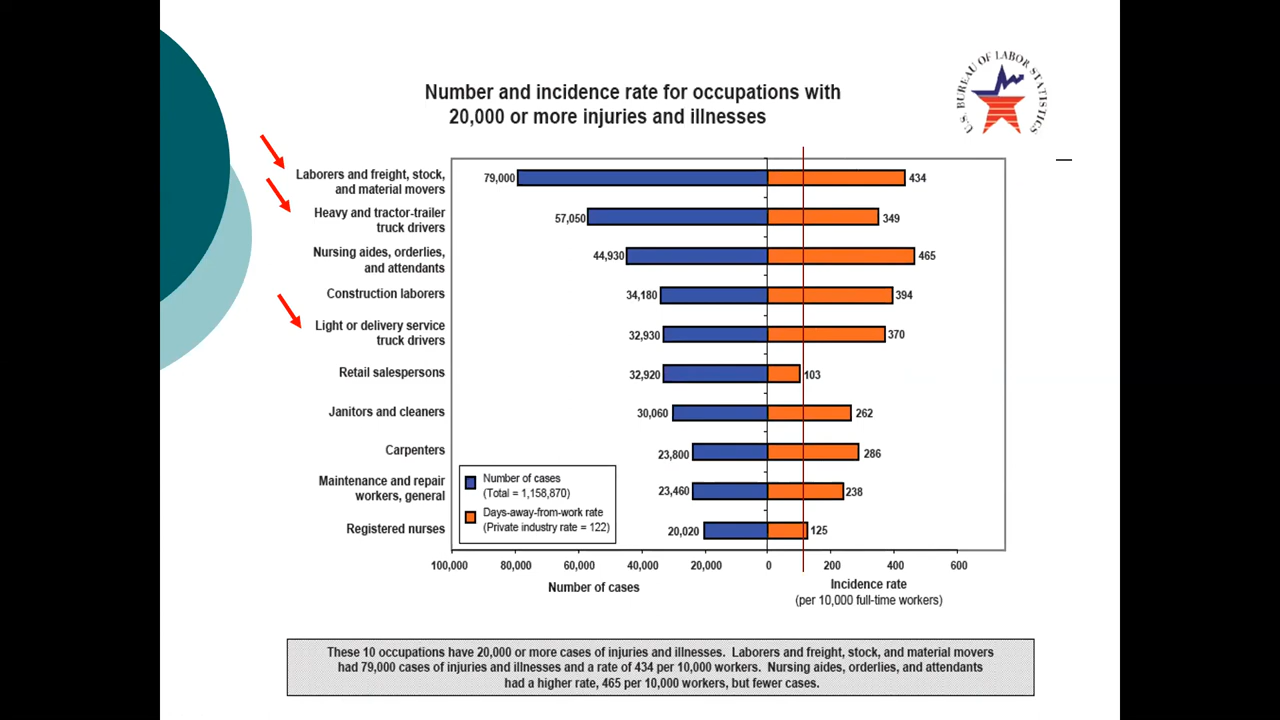 Number and incidence rate for occupations with
20,000 or more injuries and illnesses
U.S. BUREAU OF LABOR STATISTICS
Laborers and freight, stock,
and material movers
79,000
434
Heavy and tractor-trailer
truck drivers
57,050
349
Nursing aides, orderlies,
and attendants
44,930
465
Construction laborers
34,180
394
Light or delivery service
truck drivers
32,930
370
Retail salespersons
32,920
103
Janitors and cleaners
30,060
262
Carpenters
23,800
286
Maintenance and repair
workers, general
23,460
238
Registered nurses
20,020
125
Number of cases
(Total = 1,158,870)
Days-away-from-work rate
(Private industry rate = 122)
100,000 80,000 60,000 40,000 20,000 0 200 400 600
Number of cases
Incidence rate
(per 10,000 full-time workers)
These 10 occupations have 20,000 or more cases of injuries and illnesses. Laborers and freight, stock, and material movers
had 79,000 cases of injuries and illnesses and a rate of 434 per 10,000 workers. Nursing aides, orderlies, and attendants
had a higher rate, 465 per 10,000 workers, but fewer cases.